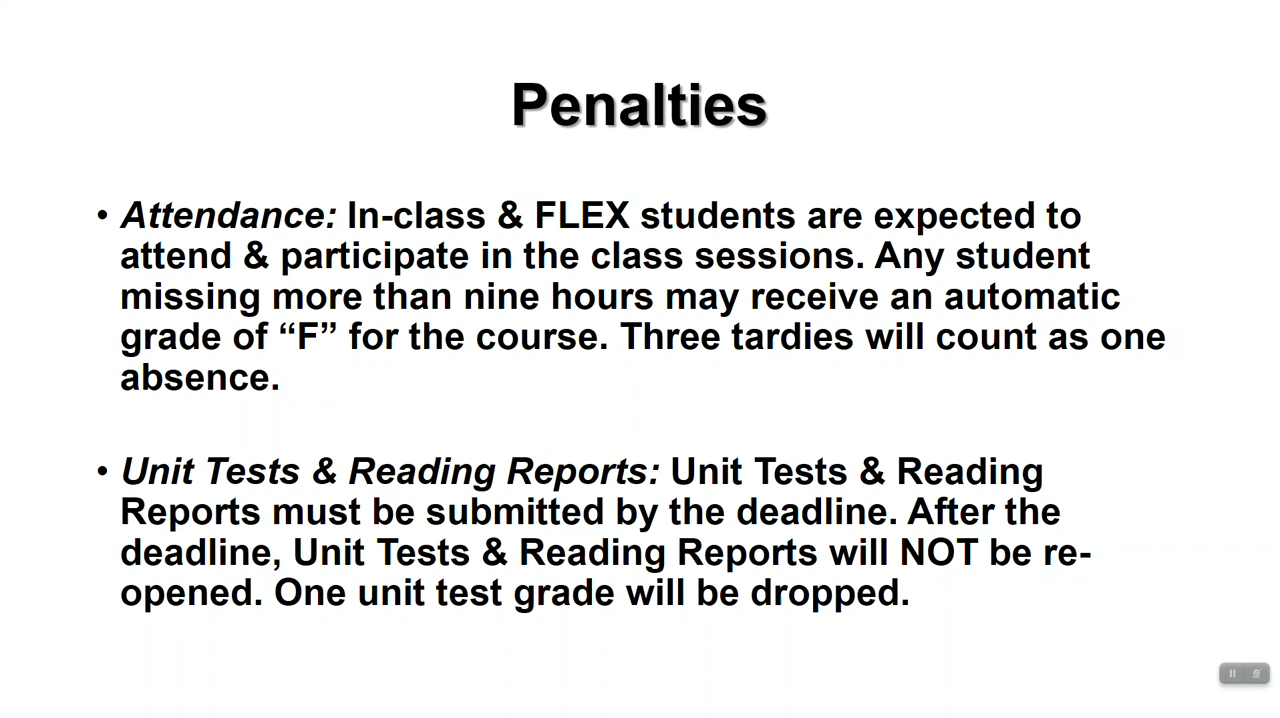 Penalties
• Attendance: In-class & FLEX students are expected to
attend & participate in the class sessions. Any student
missing more than nine hours may receive an automatic
grade of “F” for the course. Three tardies will count as one
absence.
• Unit Tests & Reading Reports: Unit Tests & Reading
Reports must be submitted by the deadline. After the
deadline, Unit Tests & Reading Reports will NOT be re-
opened. One unit test grade will be dropped.